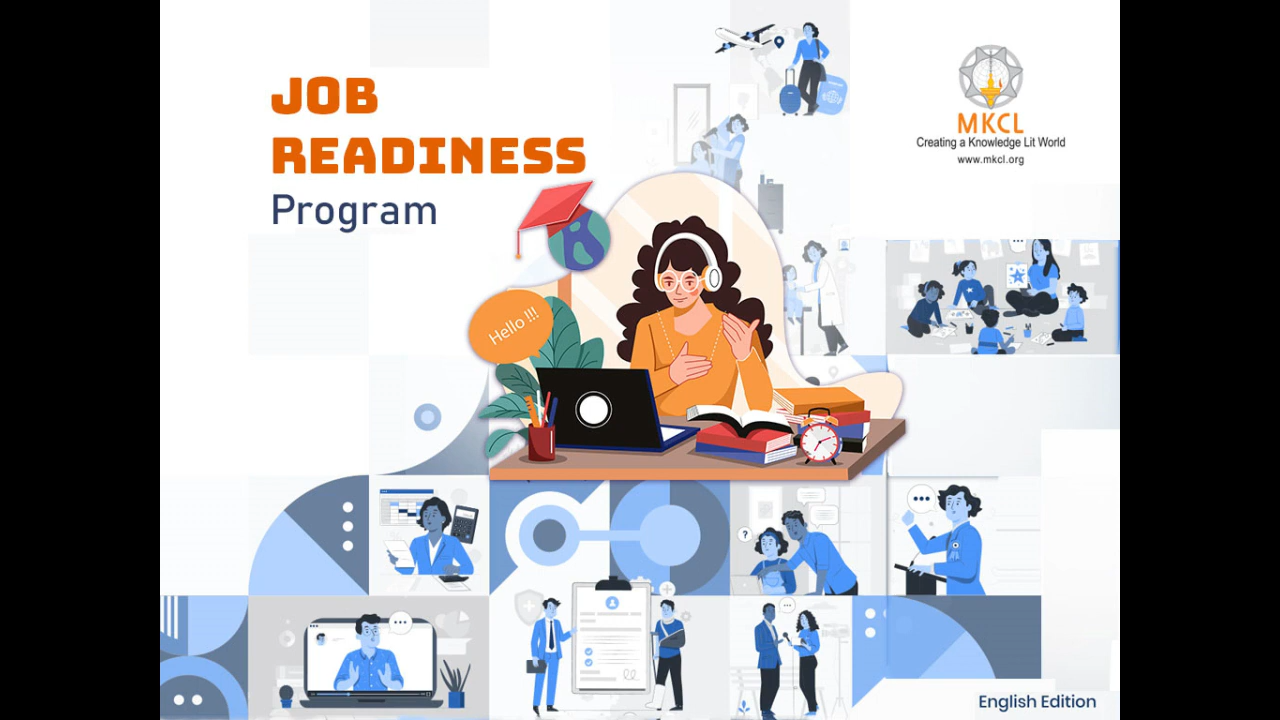 JOB
READINESS
Program
MKCL
Creating a Knowledge Lit World
www.mkcl.org
Hello !!!
?
English Edition